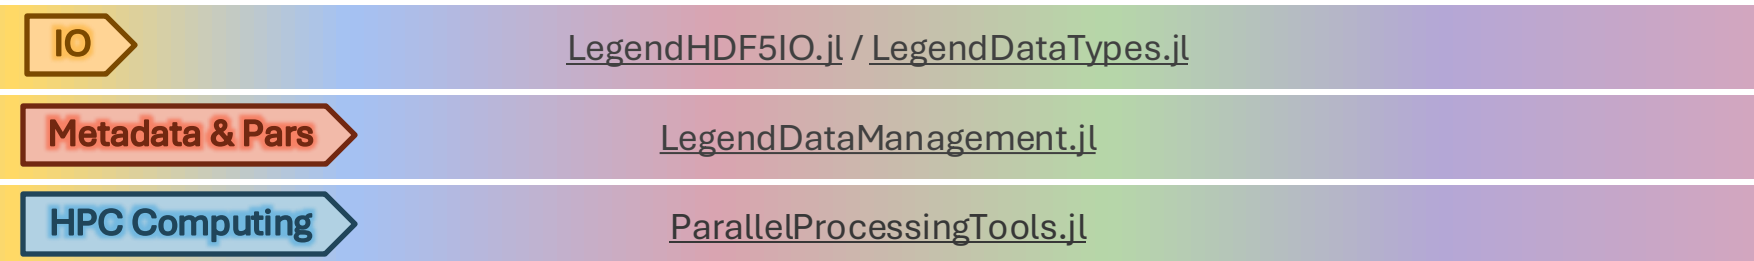 IO
LegendHDF5IO.jl / LegendDataTypes.jl
Metadata & Pars
LegendDataManagement.jl
HPC Computing
ParallelProcessingTools.jl